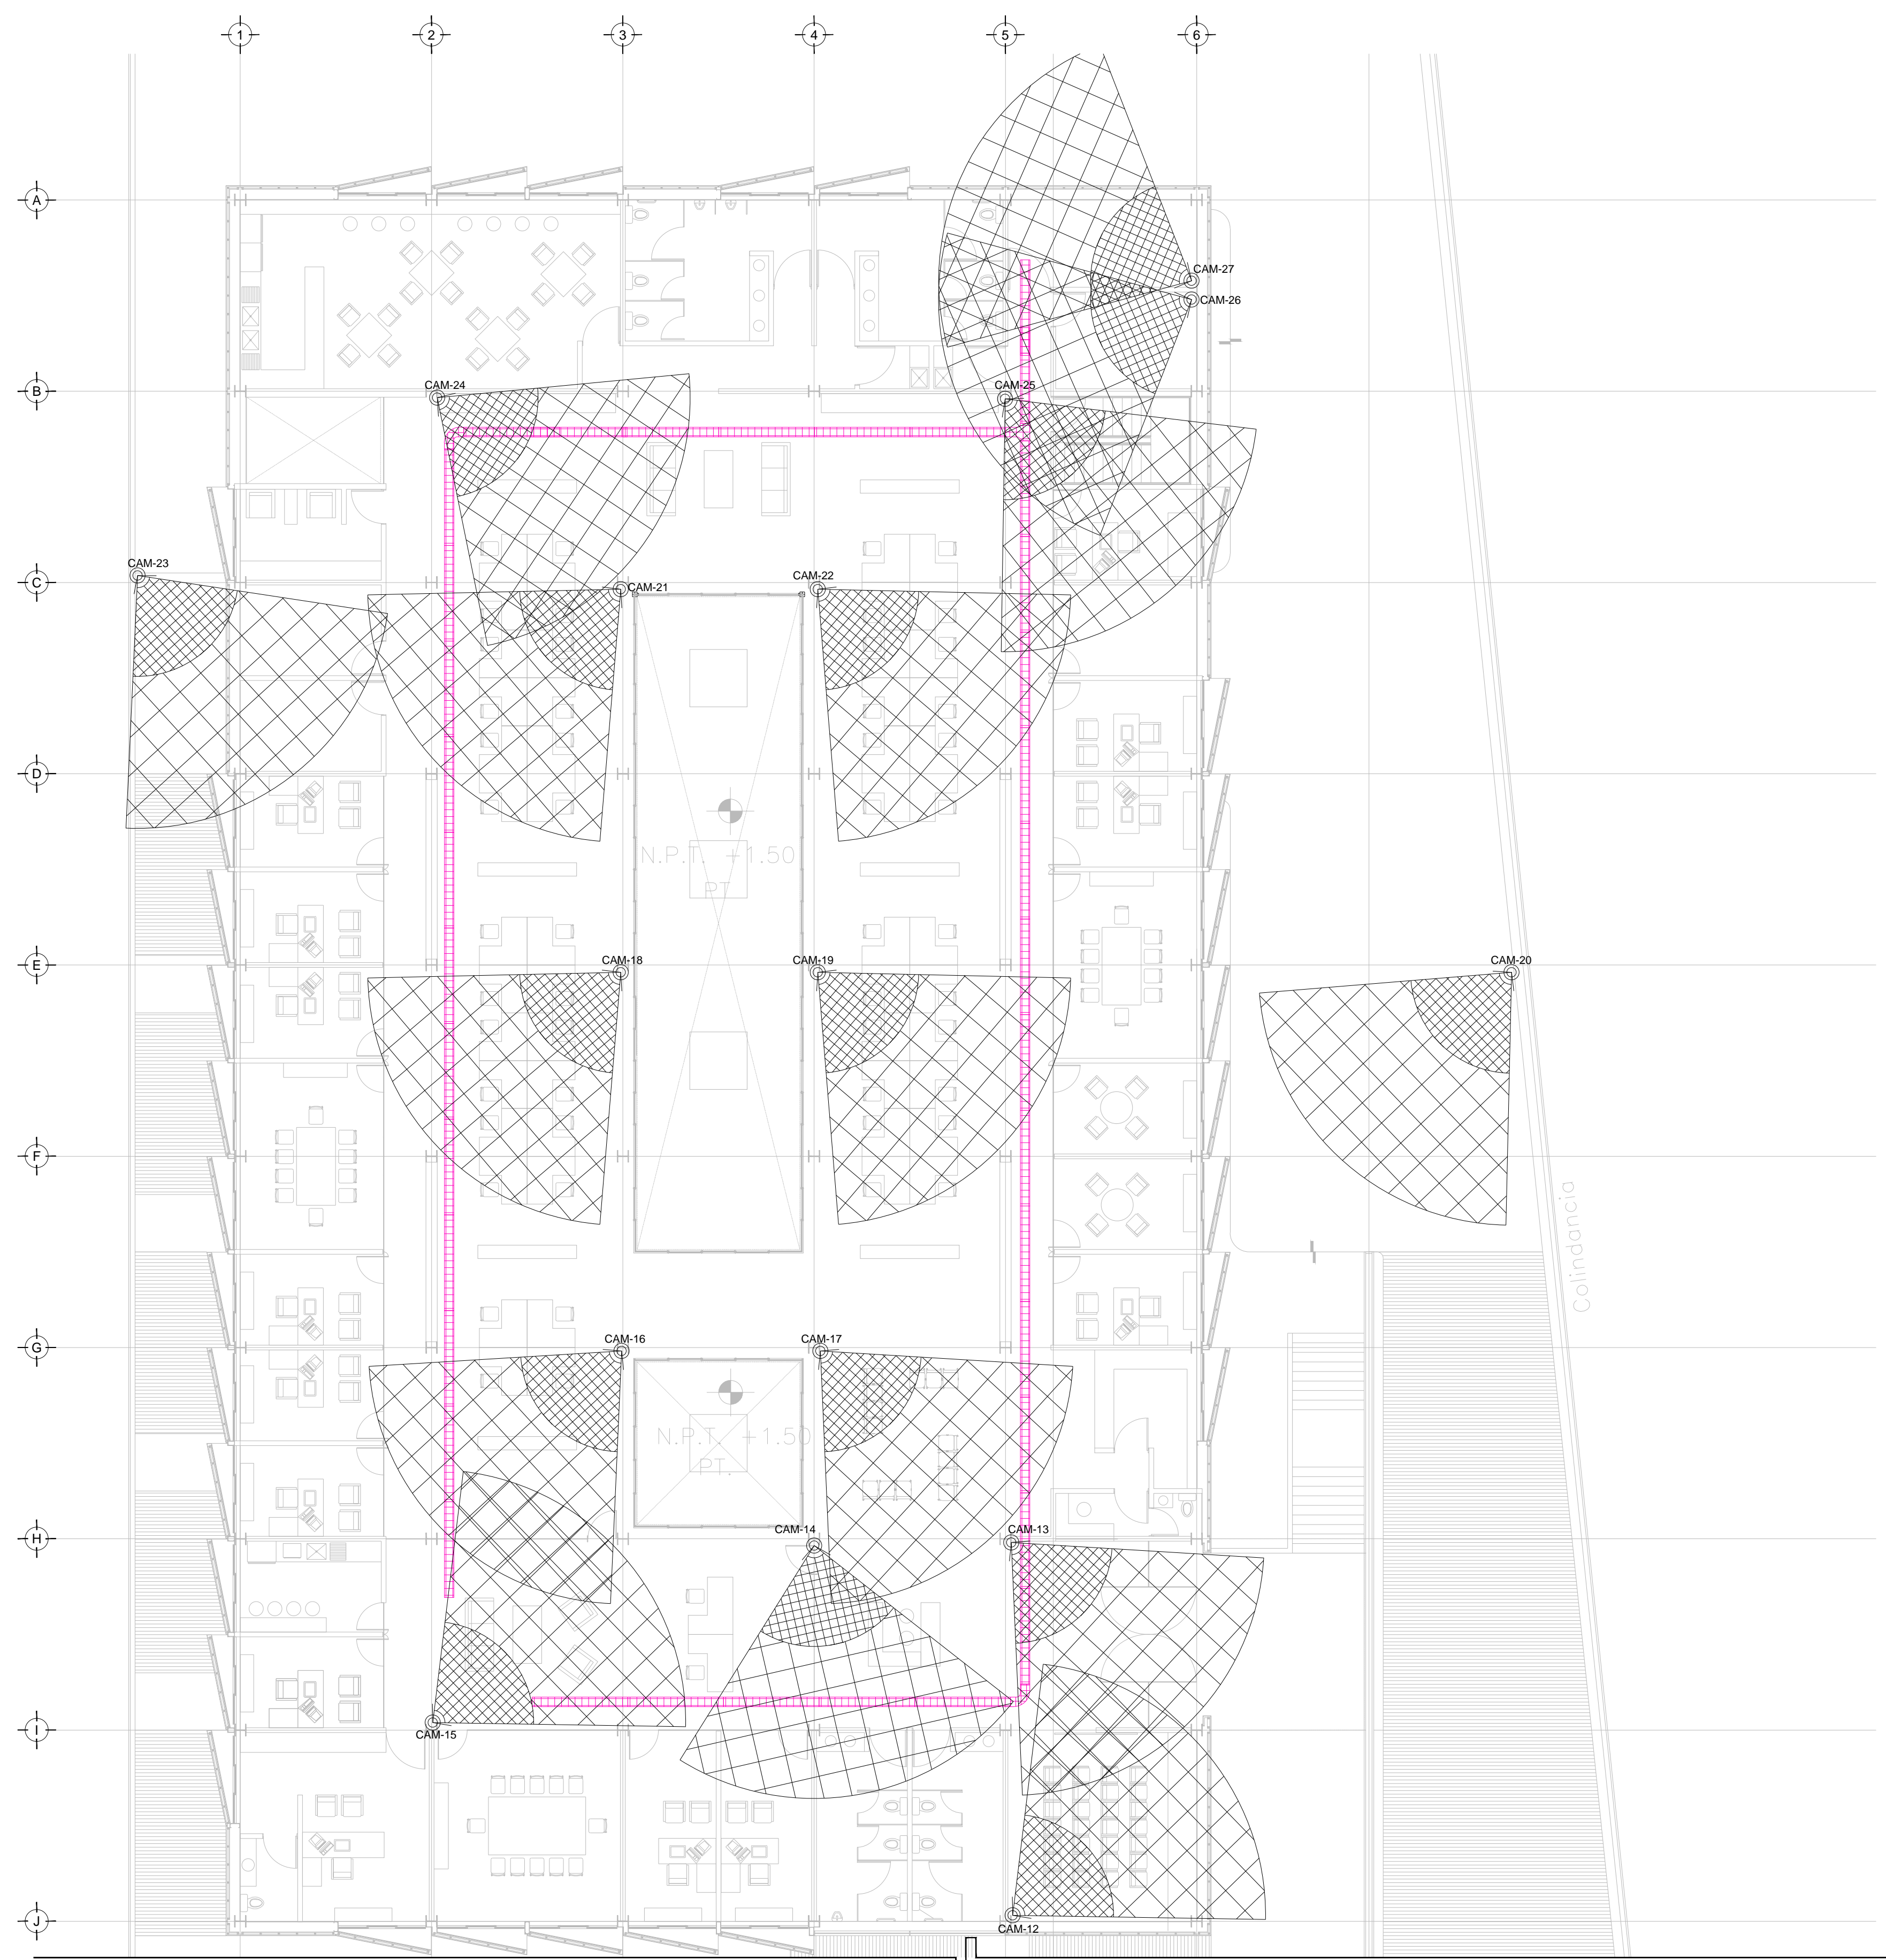 1 2 3 4 5 6
A
CAM-27
CAM-26
B
CAM-24 CAM-25
CAM-23
C
CAM-21 CAM-22
D
N.P.T. +1.50
PT
E
CAM-18 CAM-19 CAM-20
F
Colindancia
G
CAM-16 CAM-17
N.P.T. +1.50
PT.
H
CAM-14 CAM-13
I
CAM-15
J
CAM-12